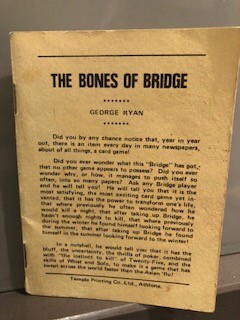 THE BONES OF BRIDGE
*******
GEORGE RYAN
*******
Did you by any chance notice that, year in year
out, there is an item every day in many newspapers,
about of all things, a card game!
Did you ever wonder what this "Bridge" has got,
that no other game appears to possess? Did you ever
wonder why, or how, it manages to push itself so
often, into so many papers? Ask any Bridge player
and he will tell you! He will tell you that it is the
most satisfying, the most exciting card game yet in-
vented, that it has the power to transform one's life,
that where previously he often wondered how he
would kill a night, that after taking up Bridge, he
hadn't enough nights to kill, that where previously
during the winter he found himself looking forward to
the summer, that after taking up Bridge he found
himself in the summer looking forward to the winter!
In a nutshell, he would tell you that it has the
bluff, the uncertainty, the thrills of poker, combined
with "the instinct to kill" of Twenty-Five, and the
skills of Whist and Solo, to make it a game that has
swept across the world faster than the Asian 'flu!
Temple Printing Co., Ltd., Athlone.